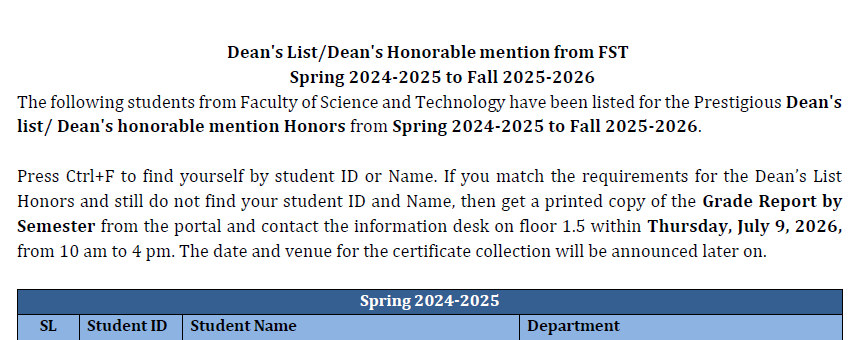 Dean's List/Dean's Honorable mention from FST
Spring 2024-2025 to Fall 2025-2026
The following students from Faculty of Science and Technology have been listed for the Prestigious Dean's
list/ Dean's honorable mention Honors from Spring 2024-2025 to Fall 2025-2026.
Press Ctrl+F to find yourself by student ID or Name. If you match the requirements for the Dean’s List
Honors and still do not find your student ID and Name, then get a printed copy of the Grade Report by
Semester from the portal and contact the information desk on floor 1.5 within Thursday, July 9, 2026,
from 10 am to 4 pm. The date and venue for the certificate collection will be announced later on.
Spring 2024-2025
SL Student ID Student Name Department